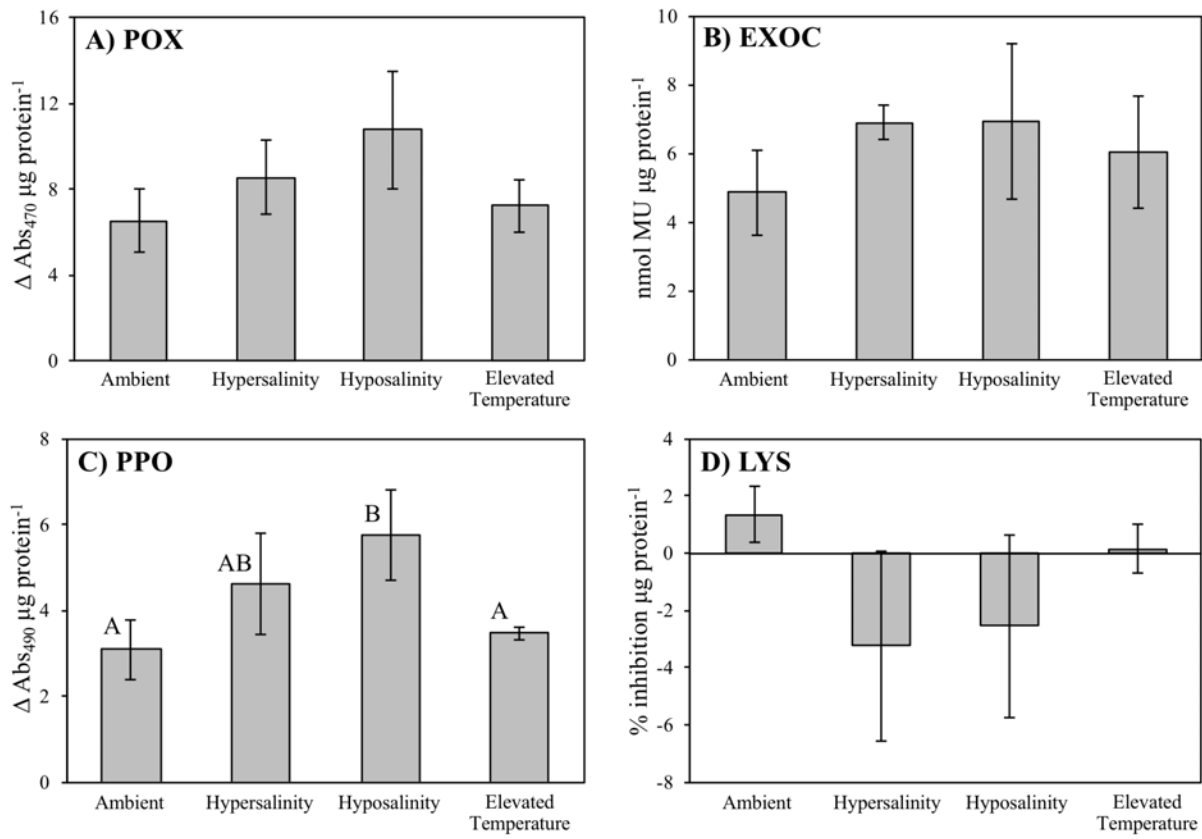 A) POX
Δ Abs₄₇₀ µg protein⁻¹
16
12
8
4
0
Ambient
Hypersalinity
Hyposalinity
Elevated
Temperature
B) EXOC
nmol MU µg protein⁻¹
10
8
6
4
2
0
Ambient
Hypersalinity
Hyposalinity
Elevated
Temperature
C) PPO
Δ Abs₄₉₀ µg protein⁻¹
8
6
4
2
0
A
AB
B
A
Ambient
Hypersalinity
Hyposalinity
Elevated
Temperature
D) LYS
% inhibition µg protein⁻¹
4
2
0
-2
-4
-6
-8
Ambient
Hypersalinity
Hyposalinity
Elevated
Temperature